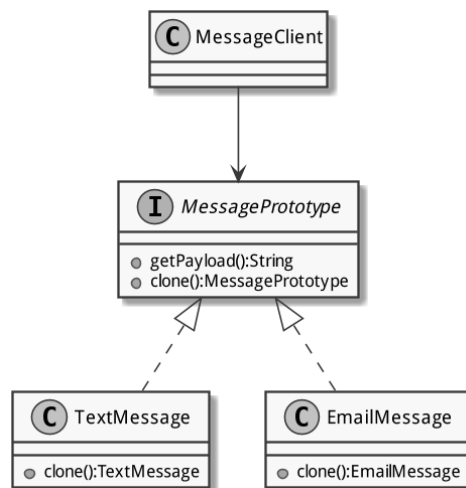 C MessageClient
I MessagePrototype
getPayload():String
clone():MessagePrototype
C TextMessage
C EmailMessage
clone():TextMessage
clone():EmailMessage